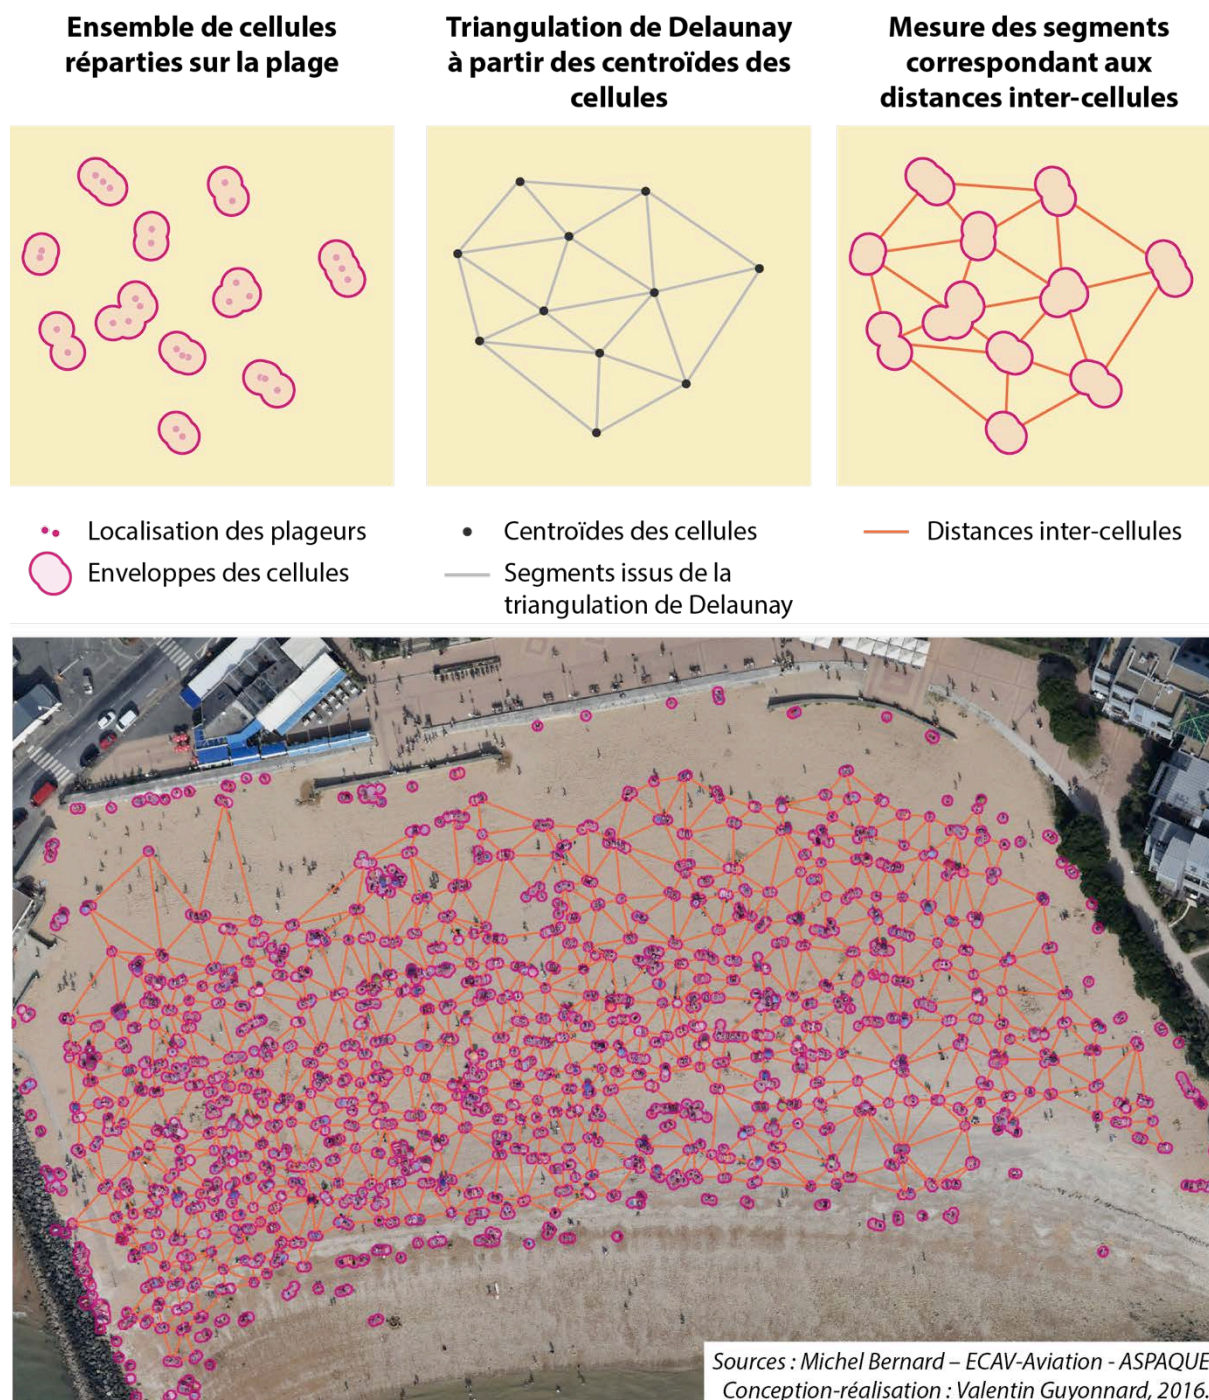 Ensemble de cellules
réparties sur la plage
Triangulation de Delaunay
à partir des centroïdes des
cellules
Mesure des segments
correspondant aux
distances inter-cellules
Localisation des plageurs
Enveloppes des cellules
Centroïdes des cellules
Segments issus de la
triangulation de Delaunay
Distances inter-cellules
Sources : Michel Bernard – ECAV-Aviation - ASPAQUE
Conception-réalisation : Valentin Guyonnard, 2016.